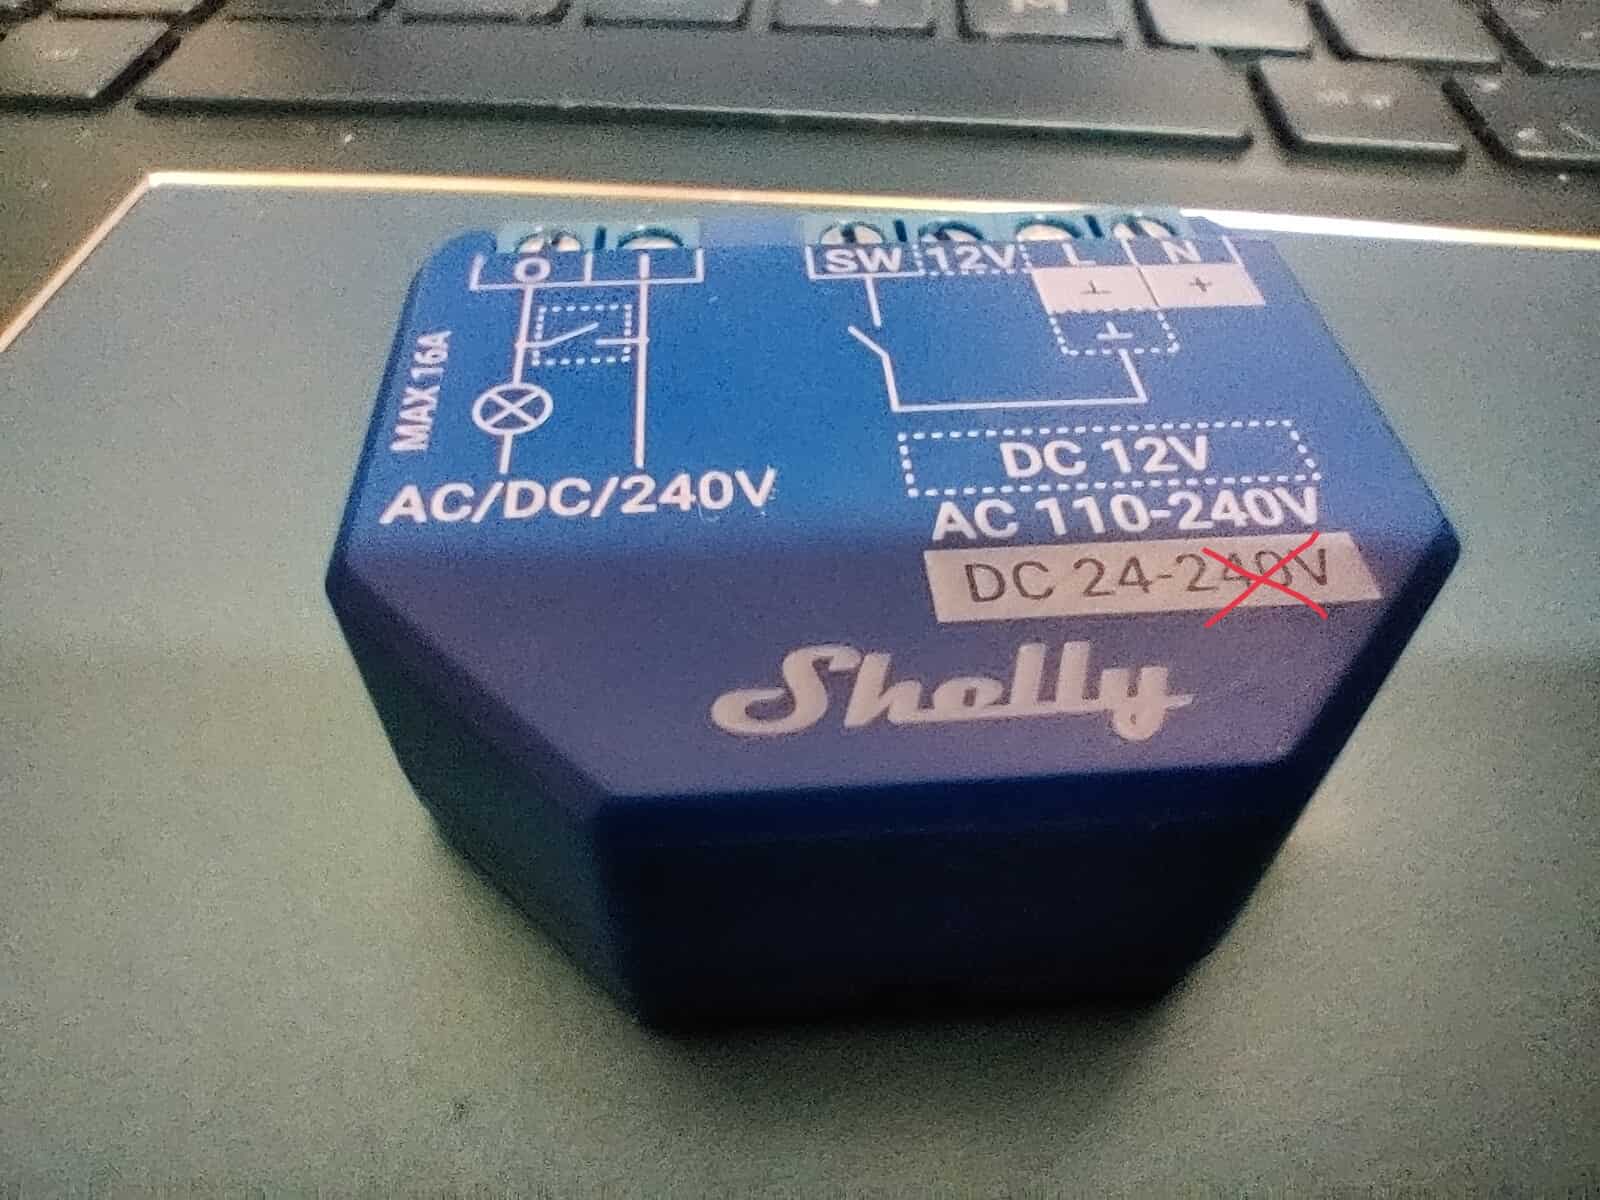 O I SW 12V L N
⊥ +
⊥
MAX 16A
DC 12V
AC/DC/240V
AC 110-240V
DC 24-240V
Shelly